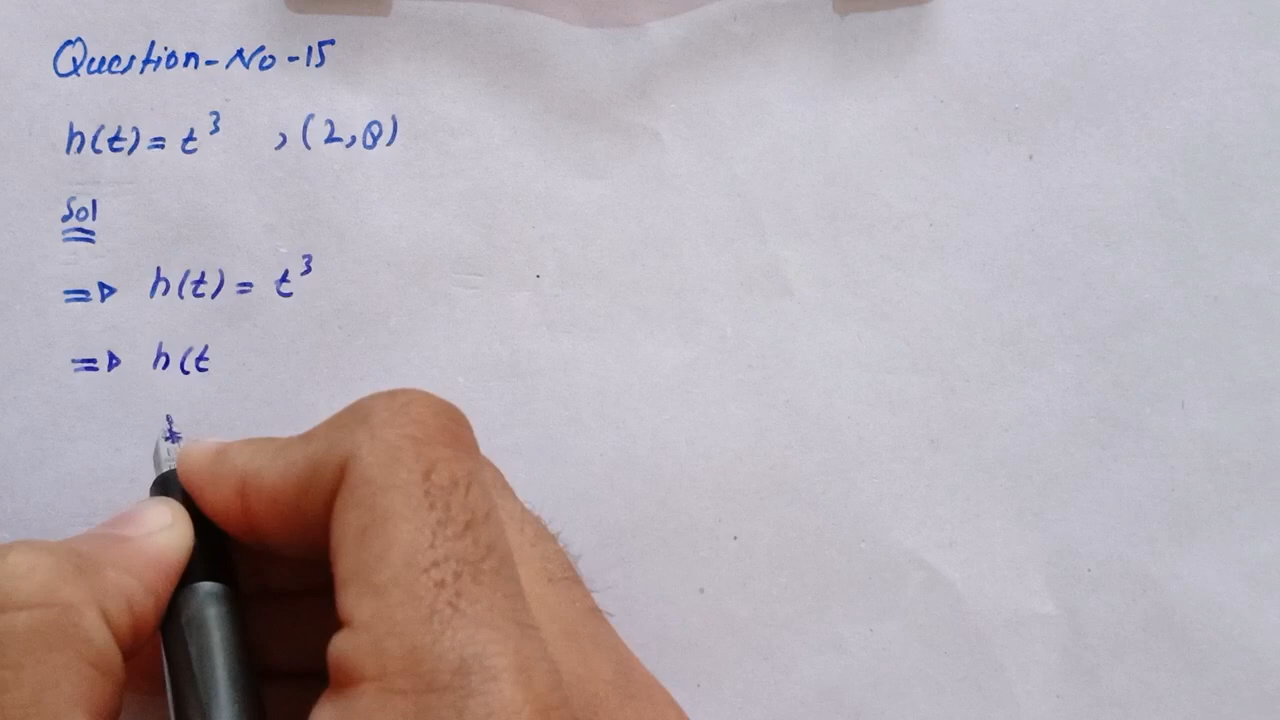 Question-No-15
h(t) = t³ , (2,8)
Sol
=> h(t) = t³
=> h(t